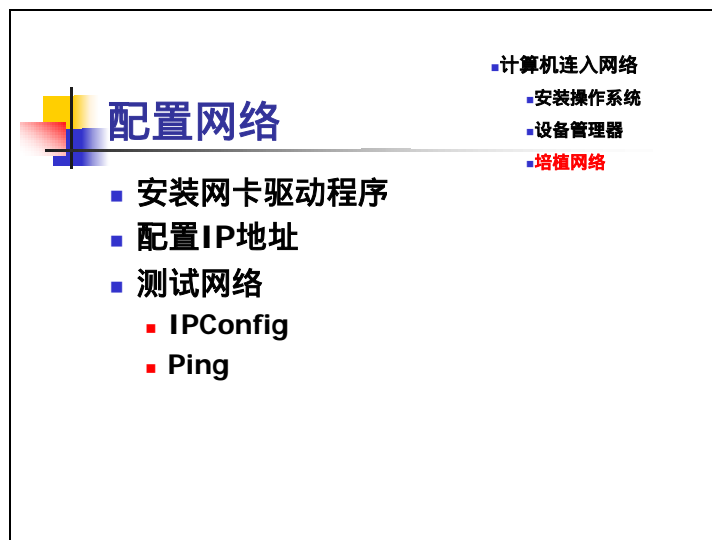 计算机连入网络
安装操作系统
设备管理器
培植网络
配置网络
安装网卡驱动程序
配置IP地址
测试网络
IPConfig
Ping